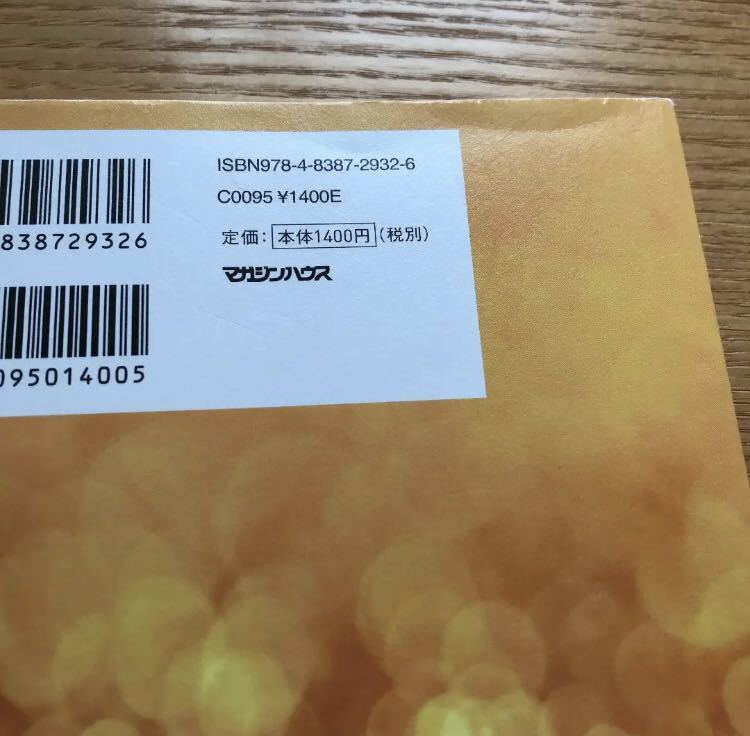 ISBN978-4-8387-2932-6
C0095 ¥1400E
定価: 本体1400円 (税別)
マガジンハウス
838729326
095014005